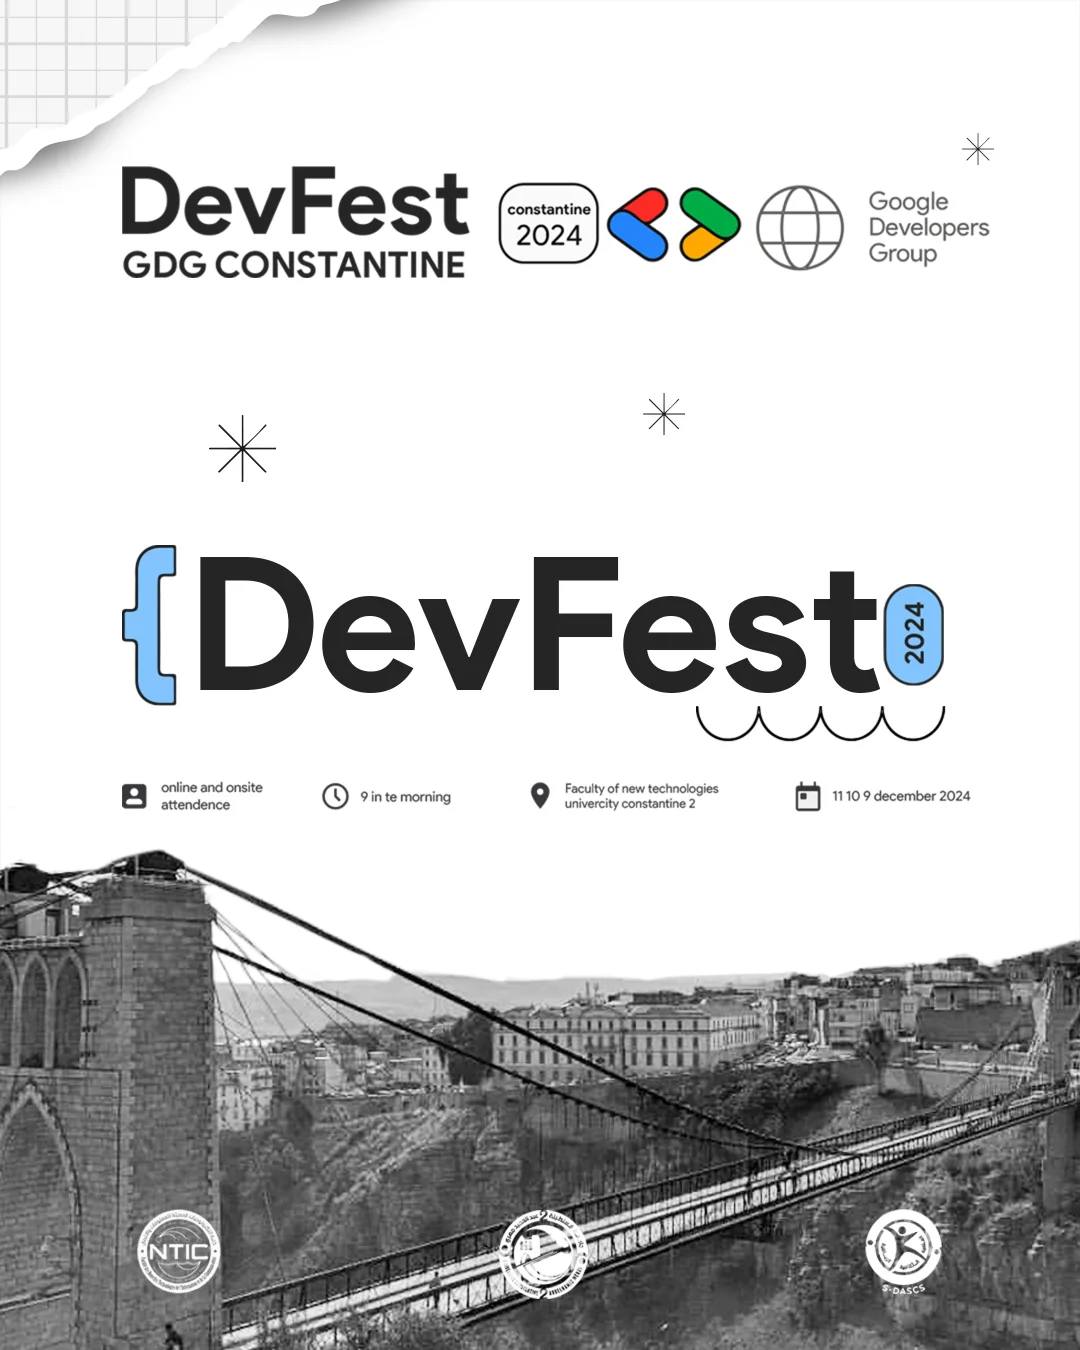 DevFest
GDG CONSTANTINE
constantine
2024
Google
Developers
Group
{DevFest
2024
online and onsite
attendence
9 in te morning
Faculty of new technologies
univercity constantine 2
11 10 9 december 2024
NTIC
S-DASCS